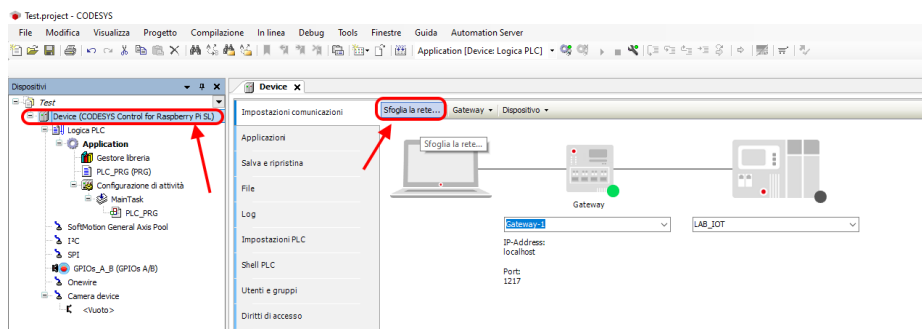 Test.project - CODESYS
File Modifica Visualizza Progetto Compilazione In linea Debug Tools Finestre Guida Automation Server
Application [Device: Logica PLC]
Dispositivi
Test
Device (CODESYS Control for Raspberry Pi SL)
Logica PLC
Application
Gestore libreria
PLC_PRG (PRG)
Configurazione di attività
MainTask
PLC_PRG
SoftMotion General Axis Pool
I²C
SPI
GPIOs_A_B (GPIOs A/B)
Onewire
Camera device
<Vuoto>
Device
Impostazioni comunicazioni
Applicazioni
Salva e ripristina
File
Log
Impostazioni PLC
Shell PLC
Utenti e gruppi
Diritti di accesso
Sfoglia la rete... Gateway Dispositivo
Sfoglia la rete...
Gateway
Gateway-1 LAB_IOT
IP-Address:
localhost
Port:
1217